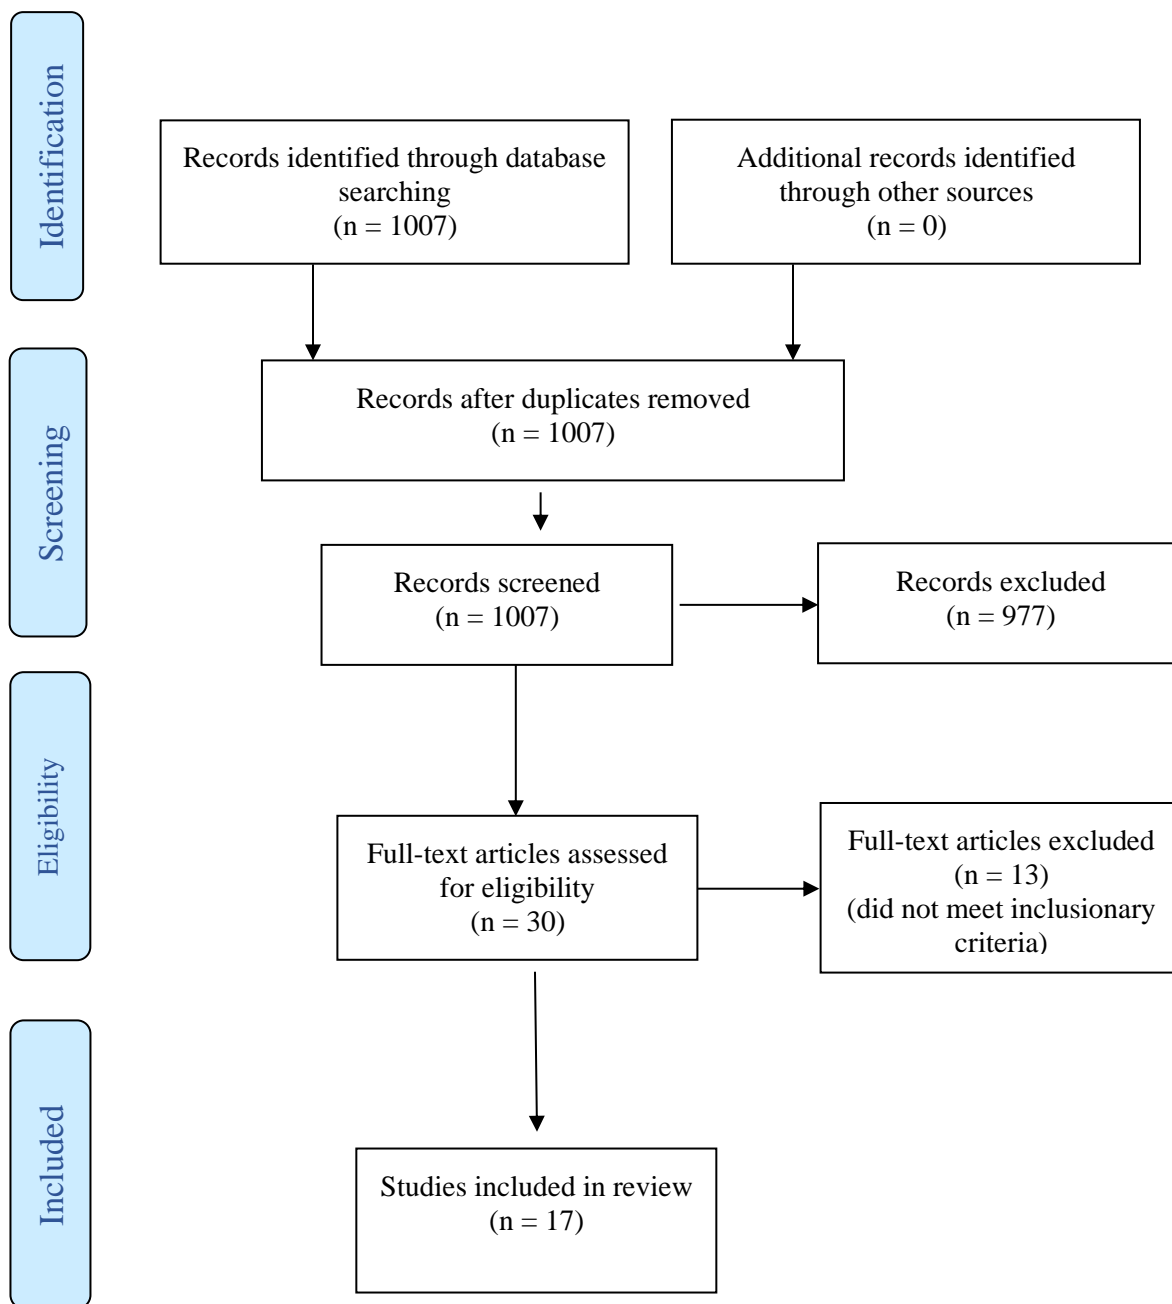 Identification
Records identified through database
searching
(n = 1007)
Additional records identified
through other sources
(n = 0)
Screening
Records after duplicates removed
(n = 1007)
Records screened
(n = 1007)
Records excluded
(n = 977)
Eligibility
Full-text articles assessed
for eligibility
(n = 30)
Full-text articles excluded
(n = 13)
(did not meet inclusionary
criteria)
Included
Studies included in review
(n = 17)